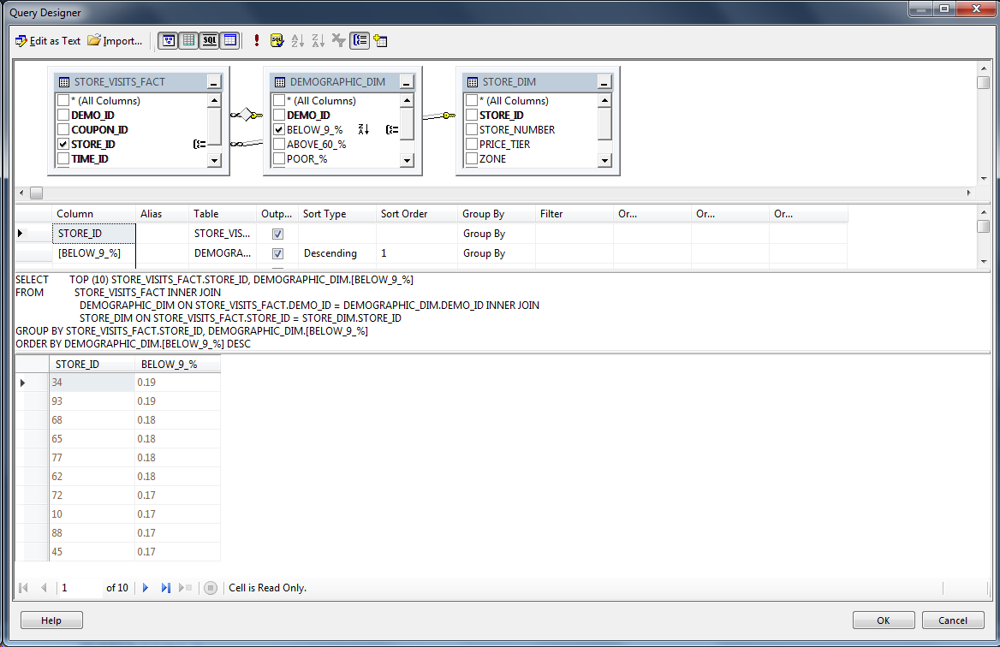 Query Designer
Edit as Text Import... SQL
STORE_VISITS_FACT DEMOGRAPHIC_DIM STORE_DIM
* (All Columns) * (All Columns) * (All Columns)
DEMO_ID DEMO_ID STORE_ID
COUPON_ID BELOW_9_% STORE_NUMBER
STORE_ID ABOVE_60_% PRICE_TIER
TIME_ID POOR_% ZONE
Column Alias Table Outp... Sort Type Sort Order Group By Filter Or... Or... Or...
STORE_ID STORE_VIS... Group By
[BELOW_9_%] DEMOGRA... Descending 1 Group By
SELECT TOP (10) STORE_VISITS_FACT.STORE_ID, DEMOGRAPHIC_DIM.[BELOW_9_%]
FROM STORE_VISITS_FACT INNER JOIN
DEMOGRAPHIC_DIM ON STORE_VISITS_FACT.DEMO_ID = DEMOGRAPHIC_DIM.DEMO_ID INNER JOIN
STORE_DIM ON STORE_VISITS_FACT.STORE_ID = STORE_DIM.STORE_ID
GROUP BY STORE_VISITS_FACT.STORE_ID, DEMOGRAPHIC_DIM.[BELOW_9_%]
ORDER BY DEMOGRAPHIC_DIM.[BELOW_9_%] DESC
STORE_ID BELOW_9_%
34 0.19
93 0.19
68 0.18
65 0.18
77 0.18
62 0.18
72 0.17
10 0.17
88 0.17
45 0.17
1 of 10 Cell is Read Only.
Help OK Cancel